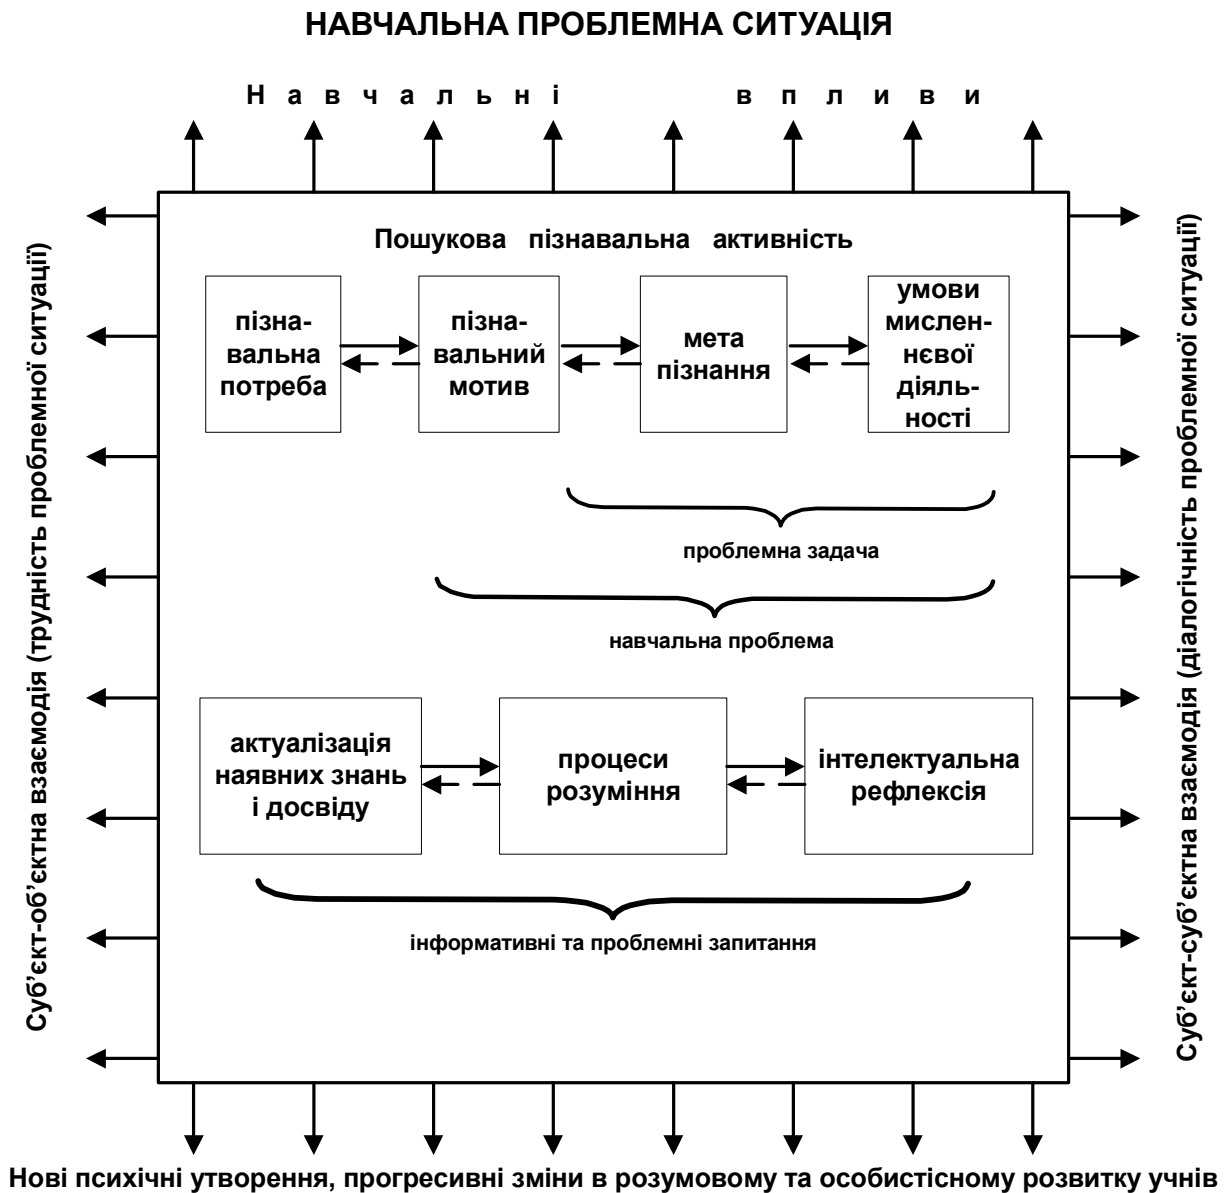 НАВЧАЛЬНА ПРОБЛЕМНА СИТУАЦІЯ
Навчальні впливи
Суб’єкт-об’єктна взаємодія (трудність проблемної ситуації)
Пошукова пізнавальна активність
пізна-
вальна
потреба
пізна-
вальний
мотив
мета
пізнання
умови
мислен-
нєвої
діяль-
ності
проблемна задача
навчальна проблема
актуалізація
наявних знань
і досвіду
процеси
розуміння
інтелектуальна
рефлексія
інформативні та проблемні запитання
Суб’єкт-суб’єктна взаємодія (діалогічність проблемної ситуації)
Нові психічні утворення, прогресивні зміни в розумовому та особистісному розвитку учнів